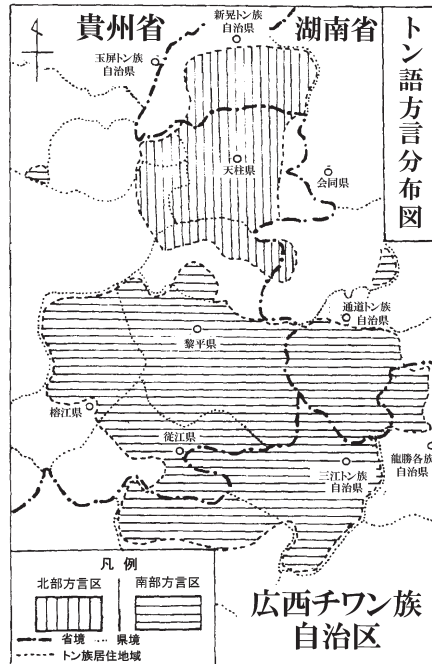 トン語方言分布図
貴州省
湖南省
新晃トン族
自治県
玉屏トン族
自治県
天柱県
会同県
通道トン族
自治県
黎平県
榕江県
従江県
三江トン族
自治県
龍勝各族
自治県
広西チワン族
自治区
凡例
北部方言区
南部方言区
省境
県境
トン族居住地域